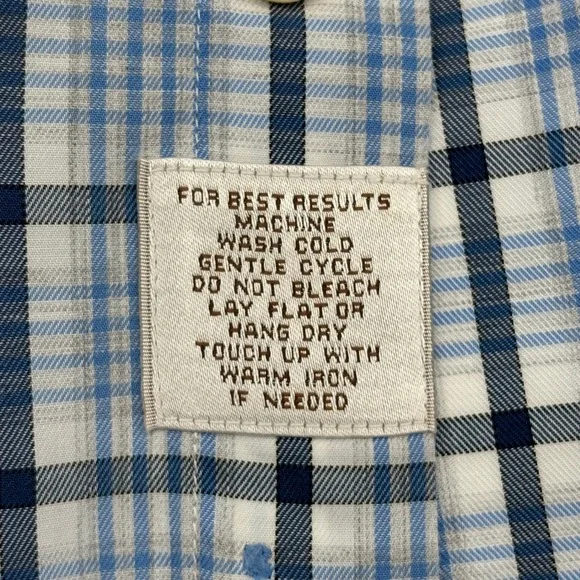 FOR BEST RESULTS
MACHINE
WASH COLD
GENTLE CYCLE
DO NOT BLEACH
LAY FLAT OR
HANG DRY
TOUCH UP WITH
WARM IRON
IF NEEDED